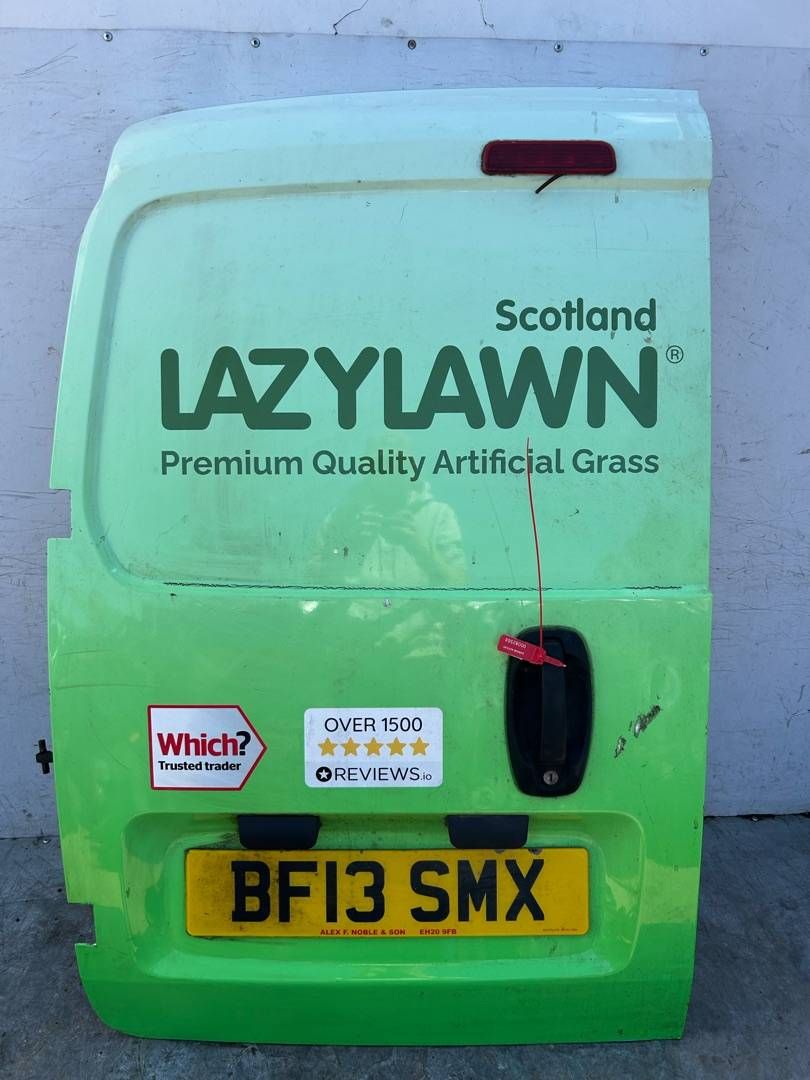 Scotland
LAZYLAWN®
Premium Quality Artificial Grass
Which?
Trusted trader
OVER 1500
REVIEWS.io
BF13 SMX
ALEX F. NOBLE & SON EH20 9FB